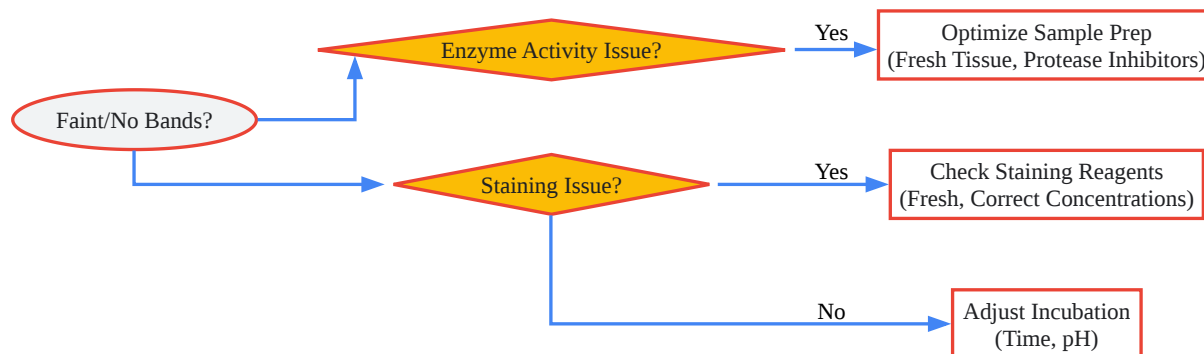 Enzyme Activity Issue?
Yes
Optimize Sample Prep
(Fresh Tissue, Protease Inhibitors)
Faint/No Bands?
Staining Issue?
Yes
Check Staining Reagents
(Fresh, Correct Concentrations)
No
Adjust Incubation
(Time, pH)